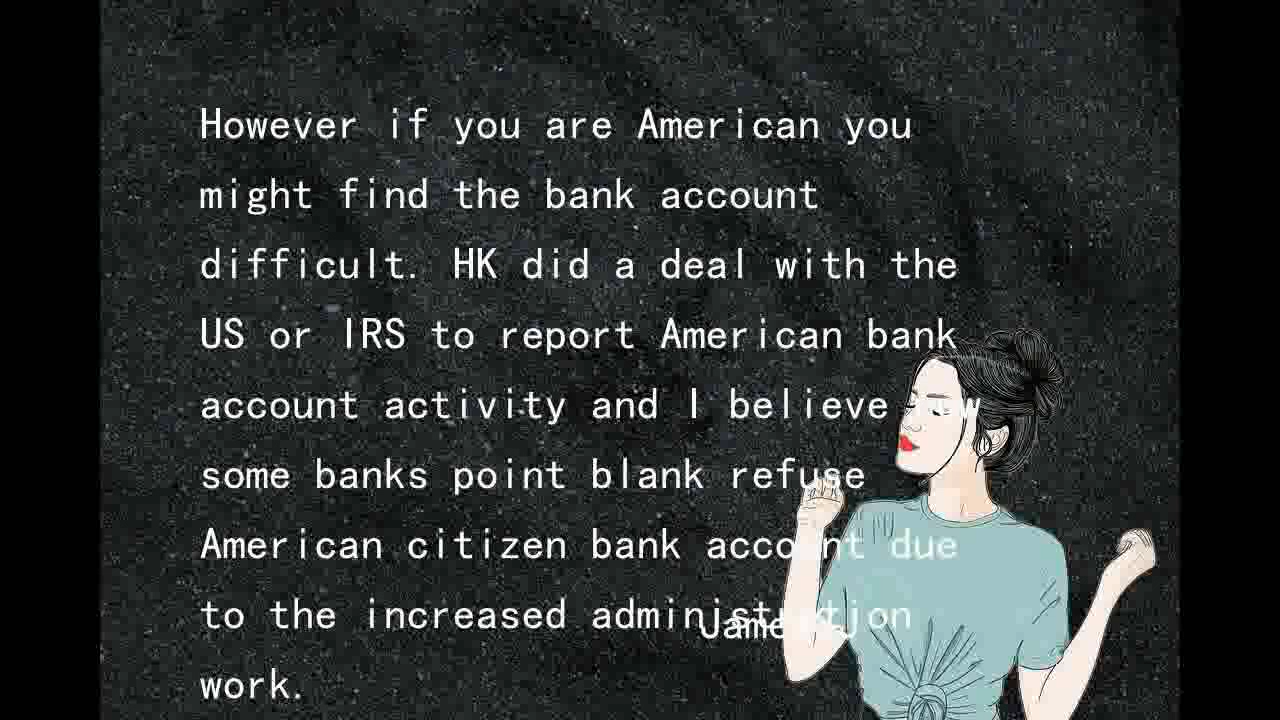 However if you are American you
might find the bank account
difficult. HK did a deal with the
US or IRS to report American bank
account activity and I believe now
some banks point blank refuse
American citizen bank account due
to the increased administration
work.